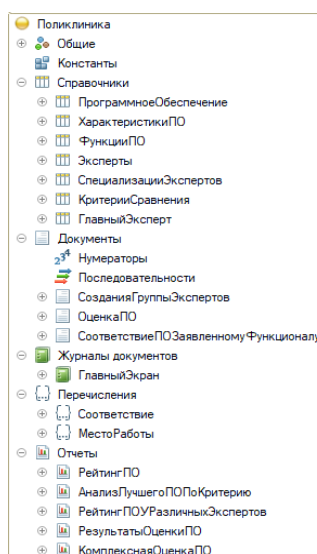 Поликлиника
Общие
Константы
Справочники
ПрограммноеОбеспечение
ХарактеристикиПО
ФункцииПО
Эксперты
СпециализацииЭкспертов
КритерииСравнения
ГлавныйЭксперт
Документы
Нумераторы
Последовательности
СозданияГруппыЭкспертов
ОценкаПО
СоответствиеПОЗаявленномуФункционалу
Журналы документов
ГлавныйЭкран
Перечисления
Соответствие
МестоРаботы
Отчеты
РейтингПО
АнализЛучшегоПОПоКритерию
РейтингПОУРазличныхЭкспертов
РезультатыОценкиПО
КомплекснаяОценкаПО